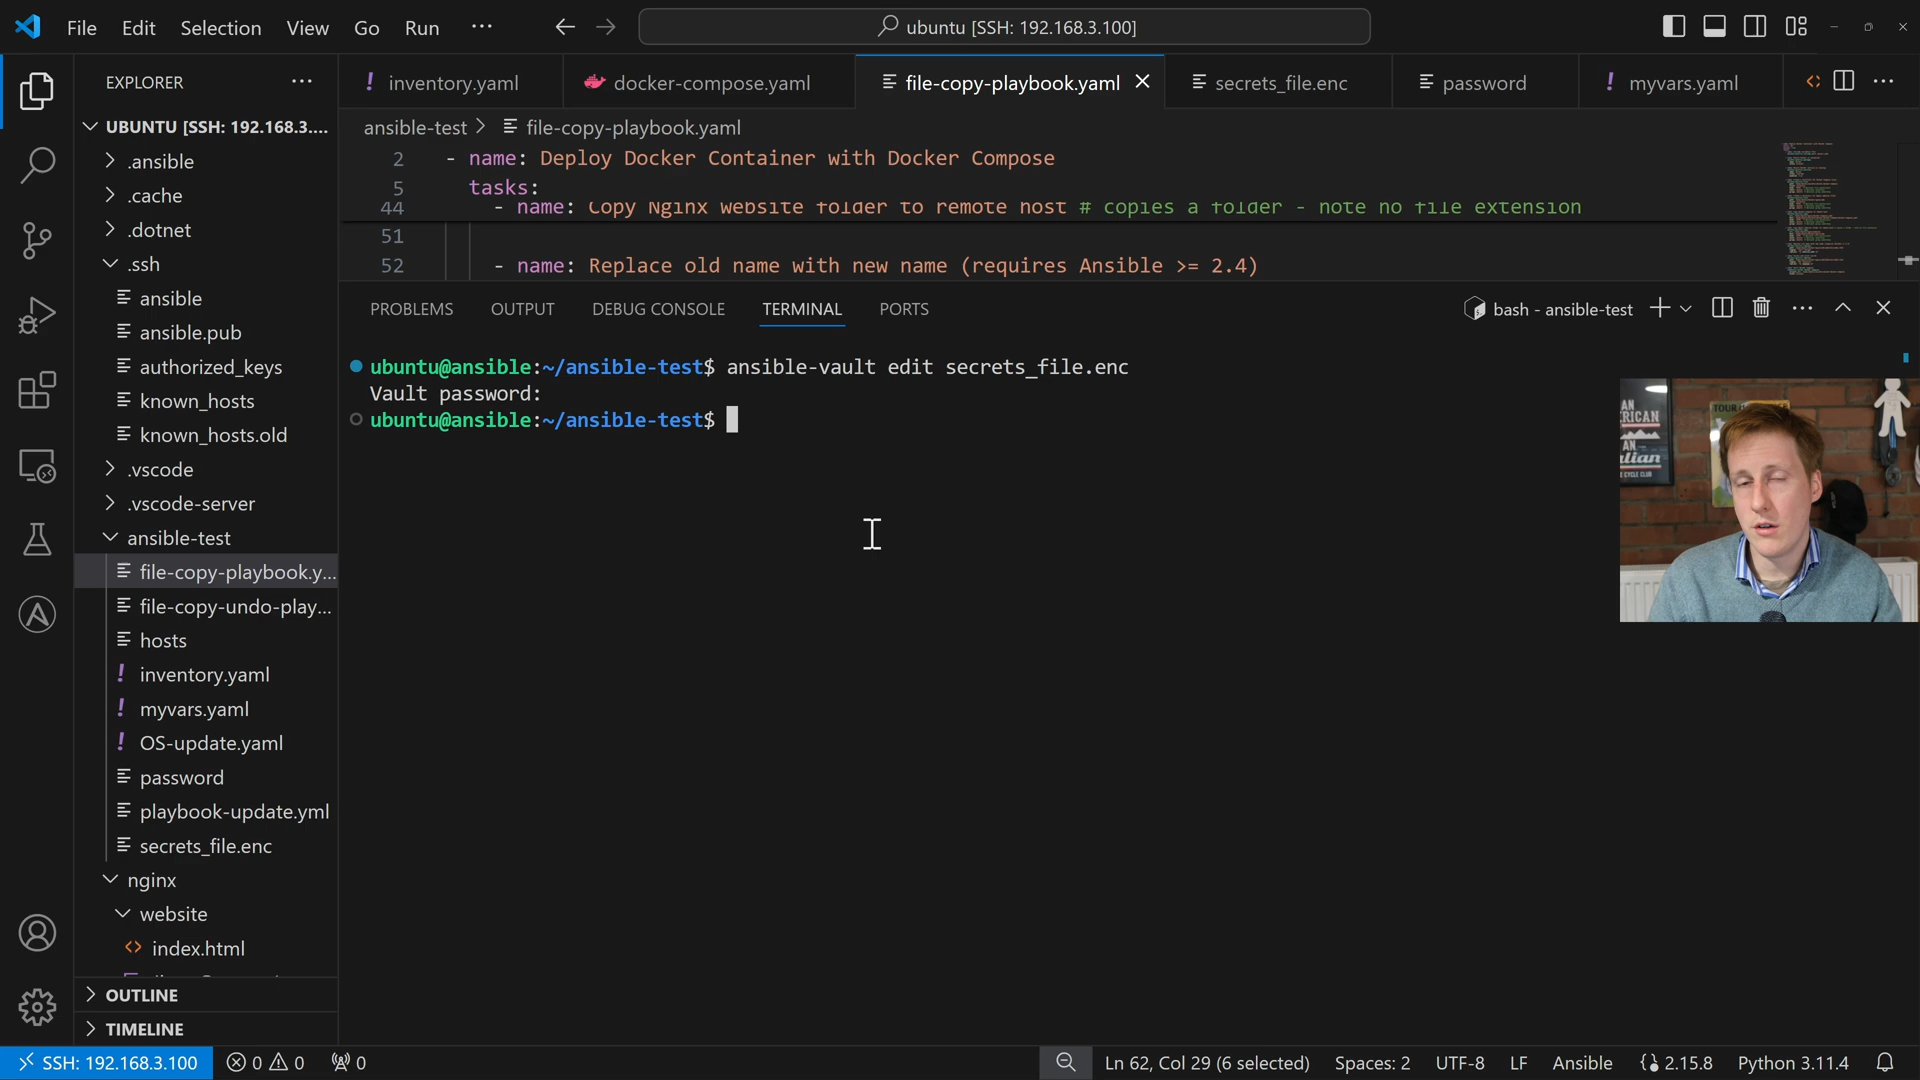 File Edit Selection View Go Run ···
ubuntu [SSH: 192.168.3.100]
EXPLORER
inventory.yaml
docker-compose.yaml
file-copy-playbook.yaml
secrets_file.enc
password
myvars.yaml
UBUNTU [SSH: 192.168.3....
.ansible
.cache
.dotnet
.ssh
ansible
ansible.pub
authorized_keys
known_hosts
known_hosts.old
.vscode
.vscode-server
ansible-test
file-copy-playbook.y...
file-copy-undo-play...
hosts
inventory.yaml
myvars.yaml
OS-update.yaml
password
playbook-update.yml
secrets_file.enc
nginx
website
index.html
OUTLINE
TIMELINE
ansible-test > file-copy-playbook.yaml
2 - name: Deploy Docker Container with Docker Compose
5 tasks:
44 - name: Copy Nginx website folder to remote host # copies a folder - note no file extension
51
52 - name: Replace old name with new name (requires Ansible >= 2.4)
PROBLEMS OUTPUT DEBUG CONSOLE TERMINAL PORTS
bash - ansible-test
ubuntu@ansible:~/ansible-test$ ansible-vault edit secrets_file.enc
Vault password:
ubuntu@ansible:~/ansible-test$
SSH: 192.168.3.100 0 0 0
Ln 62, Col 29 (6 selected) Spaces: 2 UTF-8 LF Ansible 2.15.8 Python 3.11.4